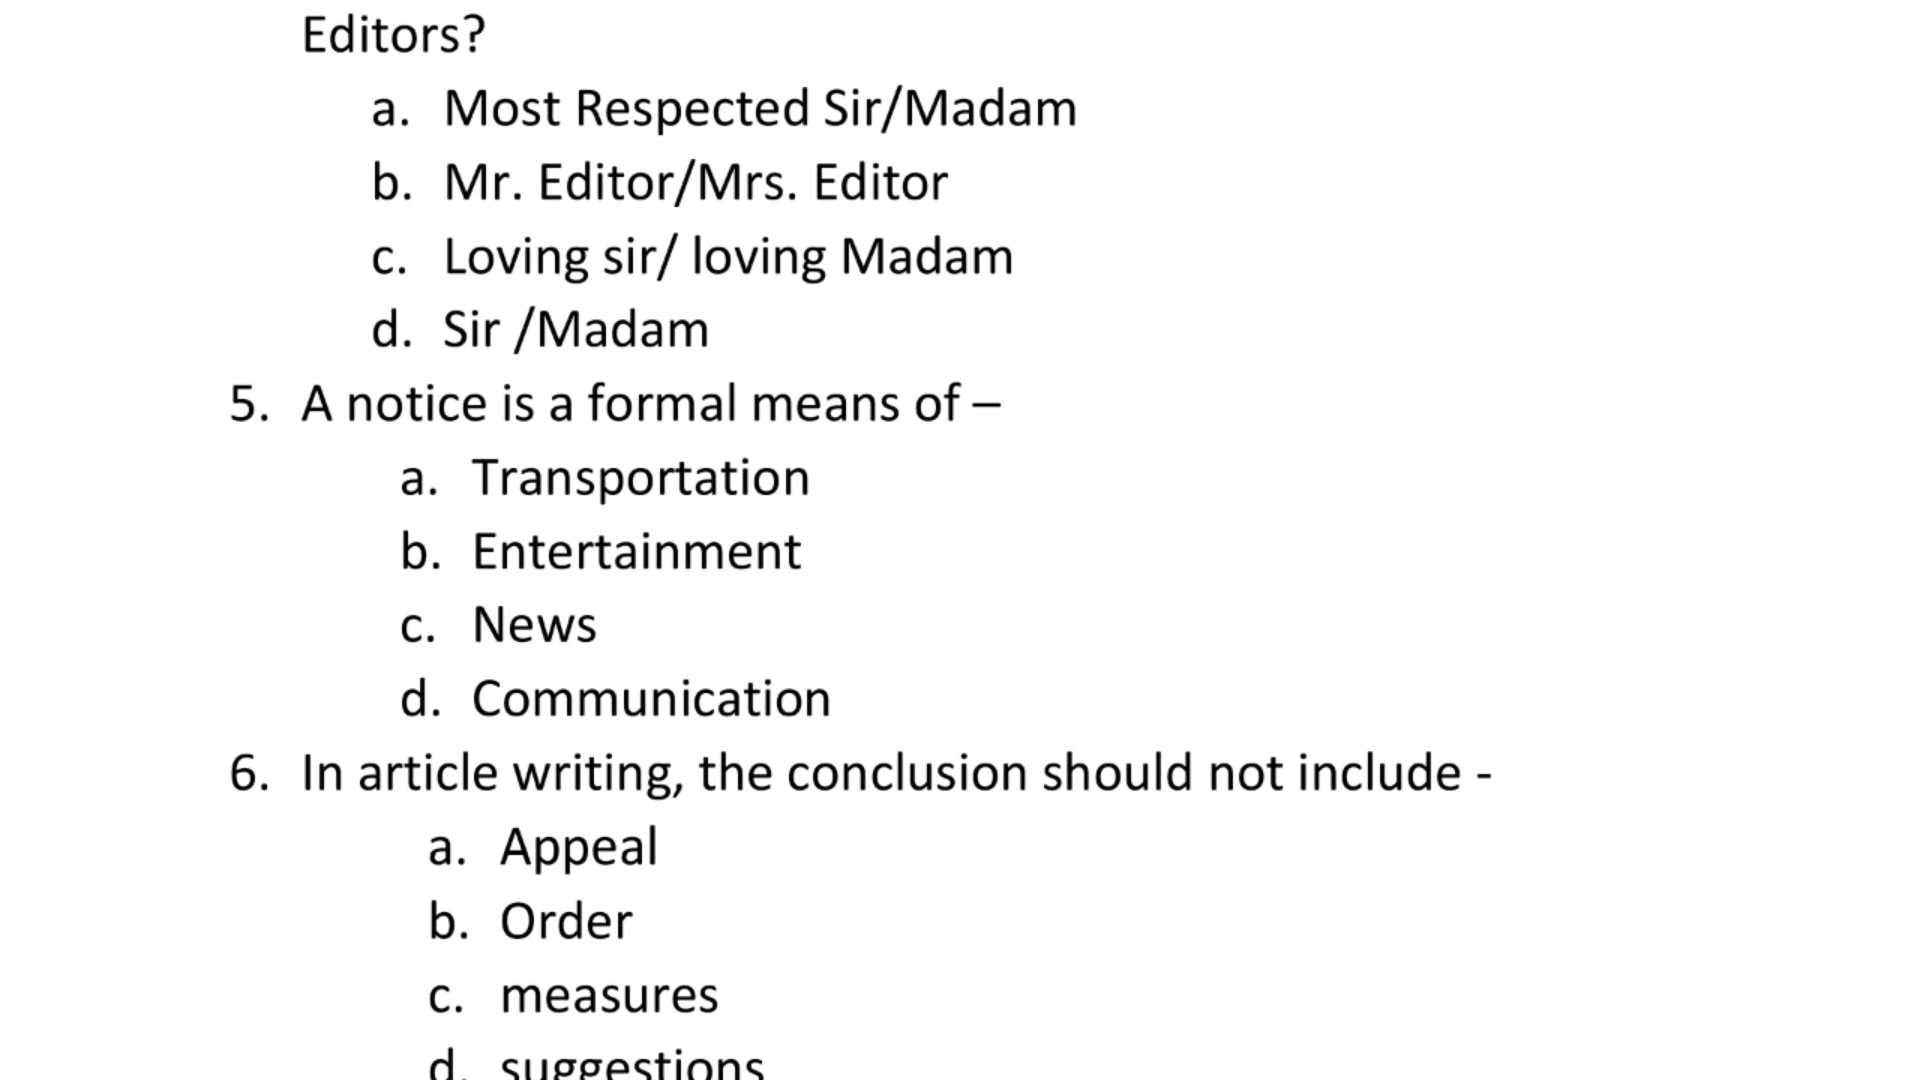 Editors?
a. Most Respected Sir/Madam
b. Mr. Editor/Mrs. Editor
c. Loving sir/ loving Madam
d. Sir /Madam
5. A notice is a formal means of –
a. Transportation
b. Entertainment
c. News
d. Communication
6. In article writing, the conclusion should not include -
a. Appeal
b. Order
c. measures
d. suggestions